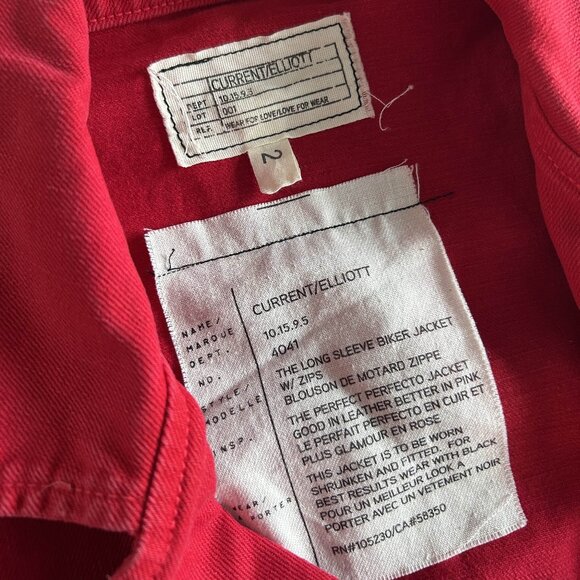 CURRENT/ELLIOTT
DEPT 10.15.9.3
LOT 001
REF. WEAR FOR LOVE/LOVE FOR WEAR
2
NAME/ MARQUE CURRENT/ELLIOTT
DEPT. 10.15.9.5
NO. 4041
STYLE/ MODELLE THE LONG SLEEVE BIKER JACKET
W/ ZIPS
BLOUSON DE MOTARD ZIPPE
INSP. THE PERFECT PERFECTO JACKET
GOOD IN LEATHER BETTER IN PINK
LE PARFAIT PERFECTO EN CUIR ET
PLUS GLAMOUR EN ROSE
WEAR/ A PORTER THIS JACKET IS TO BE WORN
SHRUNKEN AND FITTED. FOR
BEST RESULTS WEAR WITH BLACK
POUR UN MEILLEUR LOOK A
PORTER AVEC UN VETEMENT NOIR
RN#105230/CA#58350